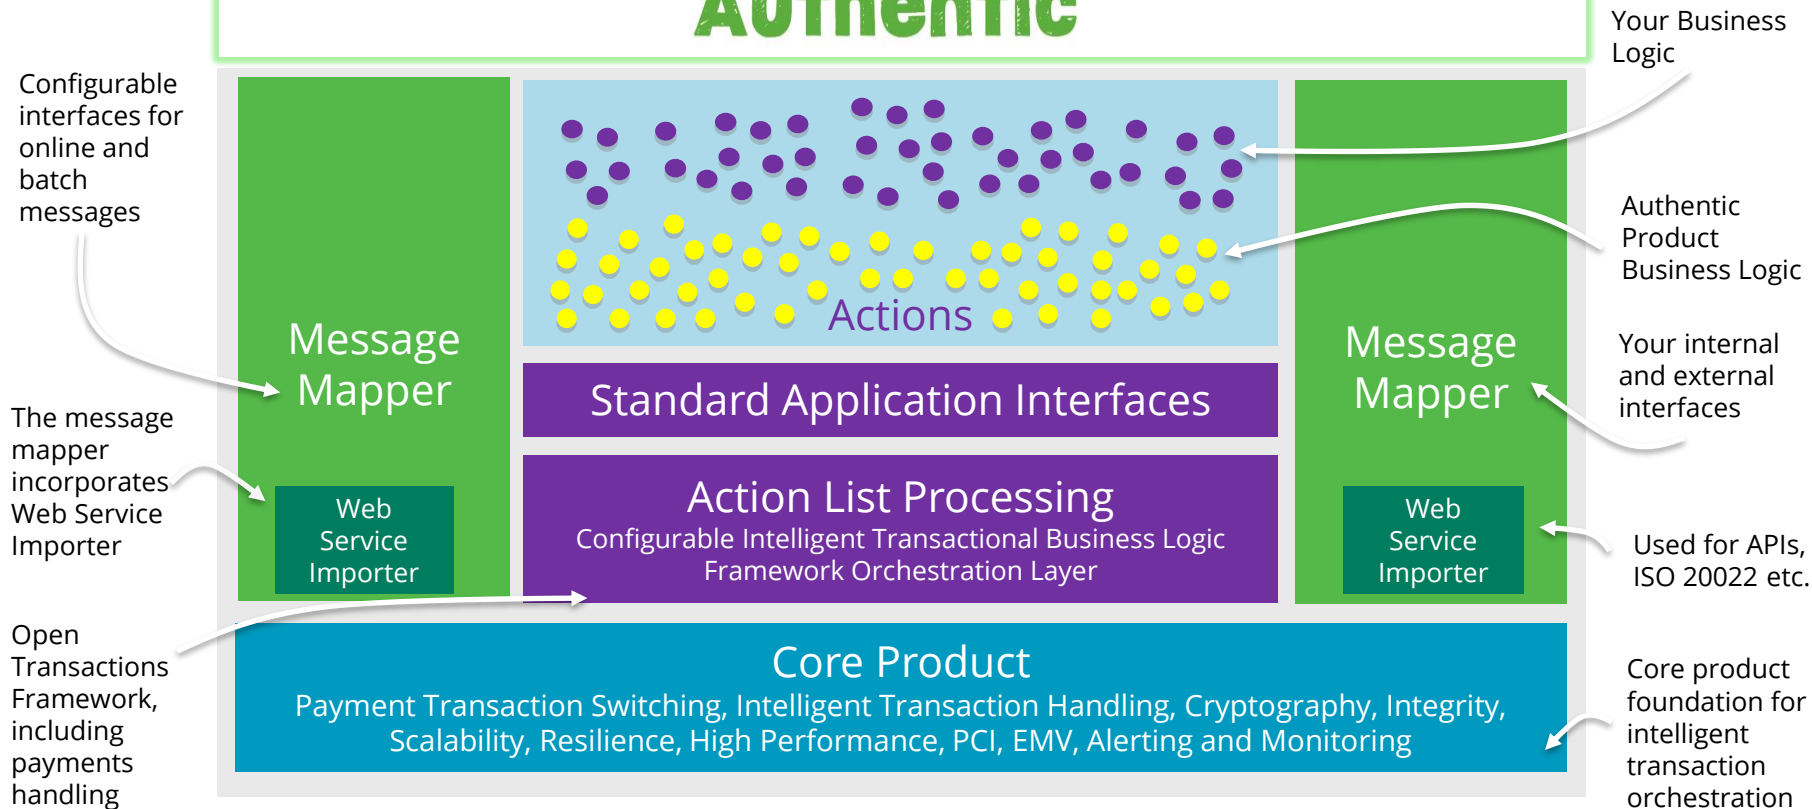 Authentic
Your Business
Logic
Configurable
interfaces for
online and
batch
messages
Authentic
Product
Business Logic
Actions
Message
Mapper
Message
Mapper
Your internal
and external
interfaces
Standard Application Interfaces
The message
mapper
incorporates
Web Service
Importer
Action List Processing
Configurable Intelligent Transactional Business Logic
Framework Orchestration Layer
Web
Service
Importer
Web
Service
Importer
Used for APIs,
ISO 20022 etc.
Open
Transactions
Framework,
including
payments
handling
Core Product
Payment Transaction Switching, Intelligent Transaction Handling, Cryptography, Integrity,
Scalability, Resilience, High Performance, PCI, EMV, Alerting and Monitoring
Core product
foundation for
intelligent
transaction
orchestration